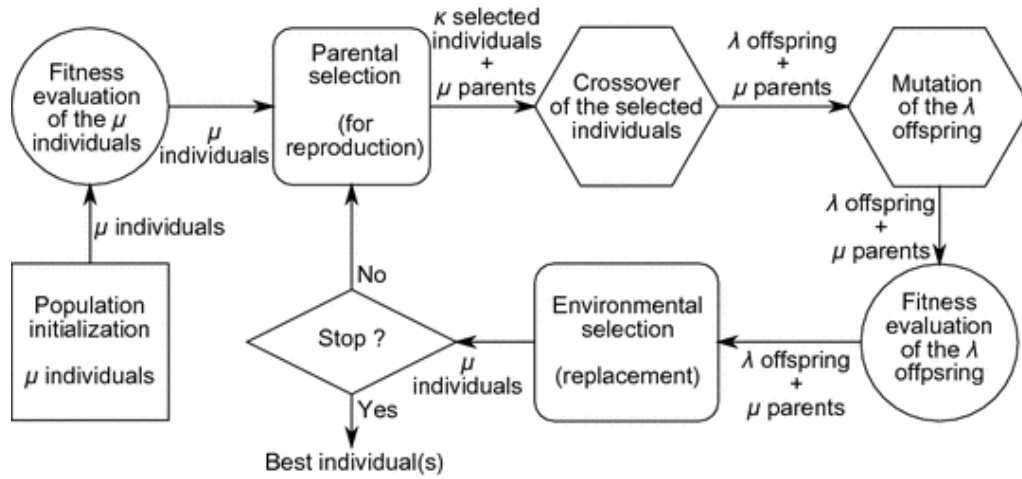 Fitness
evaluation
of the μ
individuals
μ
individuals
Parental
selection
(for
reproduction)
κ selected
individuals
+
μ parents
Crossover
of the selected
individuals
λ offspring
+
μ parents
Mutation
of the λ
offspring
μ individuals
λ offspring
+
μ parents
Population
initialization
μ individuals
No
Stop ?
Yes
Best individual(s)
μ
individuals
Environmental
selection
(replacement)
λ offspring
+
μ parents
Fitness
evaluation
of the λ
offpsring